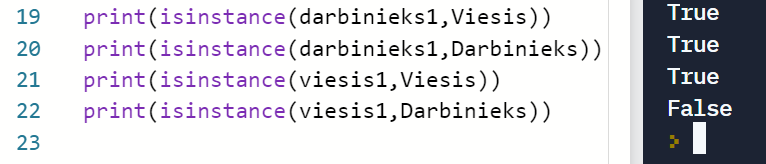 19 print(isinstance(darbinieks1,Viesis))
20 print(isinstance(darbinieks1,Darbinieks))
21 print(isinstance(viesis1,Viesis))
22 print(isinstance(viesis1,Darbinieks))
23
True
True
True
False
>